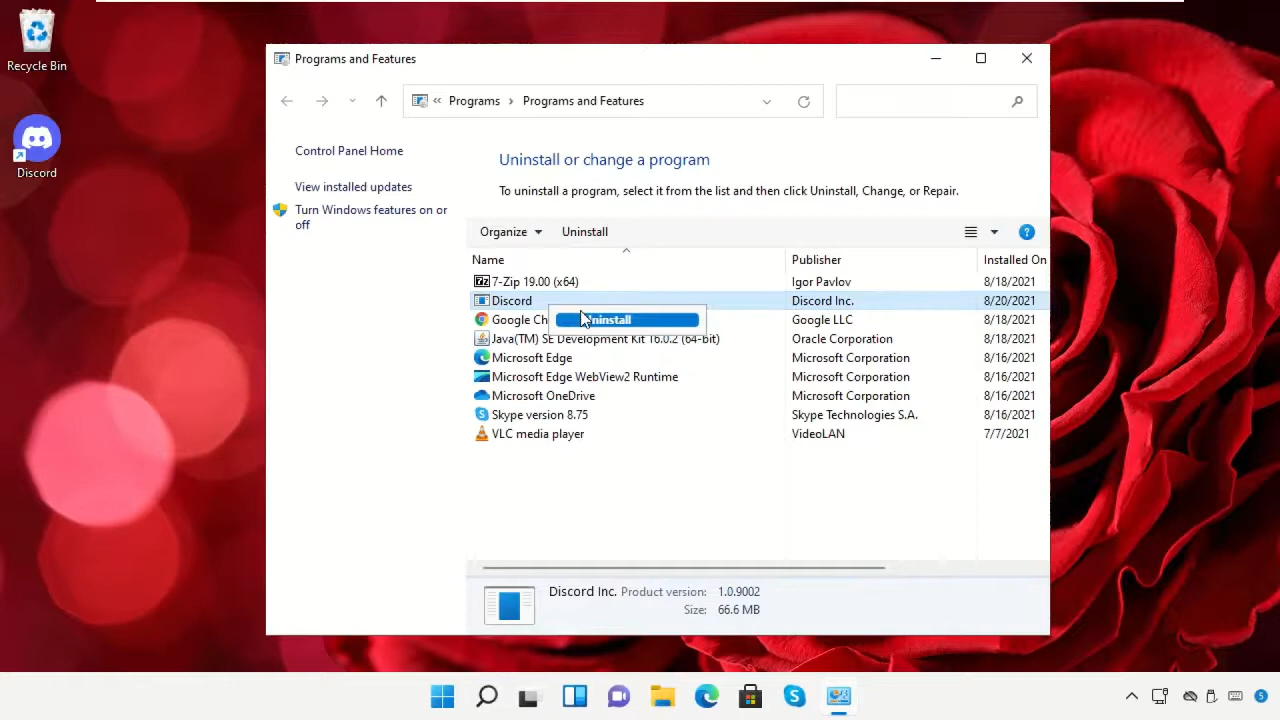 Recycle Bin
Discord
Programs and Features
« Programs › Programs and Features
Control Panel Home
View installed updates
Turn Windows features on or
off
Uninstall or change a program
To uninstall a program, select it from the list and then click Uninstall, Change, or Repair.
Organize Uninstall
Name Publisher Installed On
7-Zip 19.00 (x64) Igor Pavlov 8/18/2021
Discord Discord Inc. 8/20/2021
Uninstall
Google Ch Google LLC 8/18/2021
Java(TM) SE Development Kit 16.0.2 (64-bit) Oracle Corporation 8/18/2021
Microsoft Edge Microsoft Corporation 8/16/2021
Microsoft Edge WebView2 Runtime Microsoft Corporation 8/16/2021
Microsoft OneDrive Microsoft Corporation 8/16/2021
Skype version 8.75 Skype Technologies S.A. 8/16/2021
VLC media player VideoLAN 7/7/2021
Discord Inc. Product version: 1.0.9002
Size: 66.6 MB
5